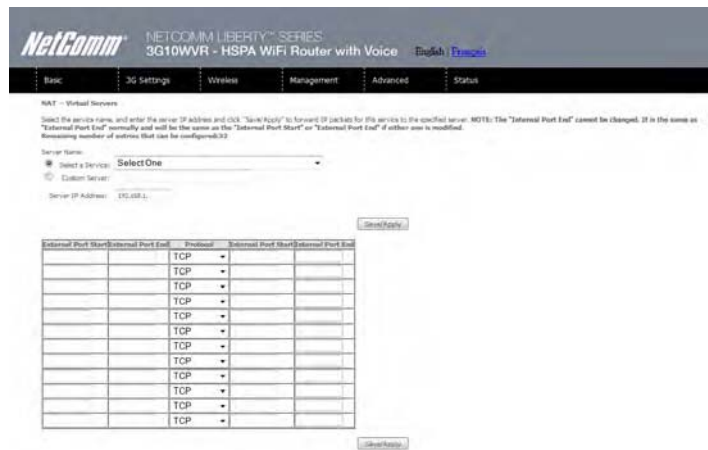 NetComm®
NETCOMM LIBERTY™ SERIES
3G10WVR - HSPA WiFi Router with Voice
English | Français
Basic
3G Settings
Wireless
Management
Advanced
Status
NAT -- Virtual Servers
Select the service name, and enter the server IP address and click "Save/Apply" to forward IP packets for this service to the specified server. NOTE: The "Internal Port End" cannot be changed. It is the same as
"External Port End" normally and will be the same as the "Internal Port Start" or "External Port End" if either one is modified.
Remaining number of entries that can be configured:32
Server Name:
Select a Service: Select One
Custom Server:
Server IP Address: 192.168.1.
Save/Apply
External Port Start External Port End Protocol Internal Port Start Internal Port End
TCP
TCP
TCP
TCP
TCP
TCP
TCP
TCP
TCP
TCP
TCP
TCP
Save/Apply